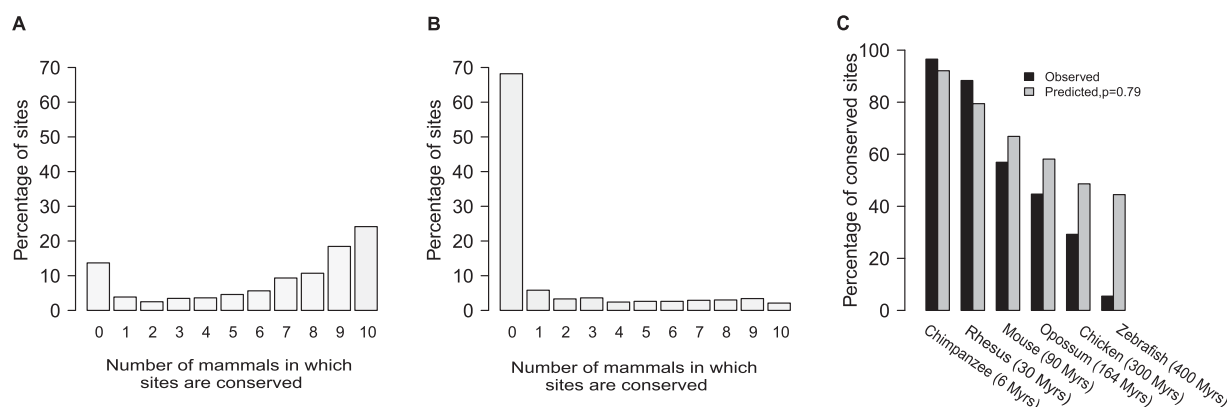 A
Percentage of sites
70
60
50
40
30
20
10
0
0 1 2 3 4 5 6 7 8 9 10
Number of mammals in which
sites are conserved
B
Percentage of sites
70
60
50
40
30
20
10
0
0 1 2 3 4 5 6 7 8 9 10
Number of mammals in which
sites are conserved
C
Percentage of conserved sites
100
80
60
40
20
0
Observed
Predicted,p=0.79
Chimpanzee (6 Myrs)
Rhesus (30 Myrs)
Mouse (90 Myrs)
Opossum (164 Myrs)
Chicken (300 Myrs)
Zebrafish (400 Myrs)